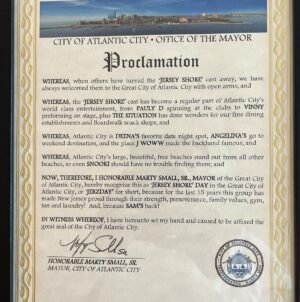 CITY OF ATLANTIC CITY • OFFICE OF THE MAYOR
Proclamation
WHEREAS, when others have turned the "JERSEY SHORE" cast away, we have
always welcomed them to the Great City of Atlantic City with open arms; and
WHEREAS, the "JERSEY SHORE" cast has become a regular part of Atlantic City's
world class entertainment, from PAULY D spinning at the clubs to VINNY
performing on stage, plus THE SITUATION has done wonders for our fine dining
establishments and Boardwalk snack shops; and
WHEREAS, Atlantic City is DEENA'S favorite date night spot, ANGELINA'S go to
weekend destination, and the place J WOWW made the backhand famous; and
WHEREAS, Atlantic City's large, beautiful, free beaches stand out from all other
beaches, so even SNOOKI should have no trouble finding them; and
NOW, THEREFORE, I HONORABLE MARTY SMALL, SR., MAYOR of the Great City
of Atlantic City, hereby recognize this as "JERSEY SHORE" DAY in the Great City of
Atlantic City, or "JERZDAY" for short, because for the last 15 years this group has
made New Jersey proud through their strength, perseverance, family values, gym,
tan and laundry! And, because SAM'S back!
IN WITNESS WHEREOF, I have hereunto set my hand and caused to be affixed the
great seal of the City of Atlantic City.
HONORABLE MARTY SMALL, SR.
MAYOR, CITY OF ATLANTIC CITY